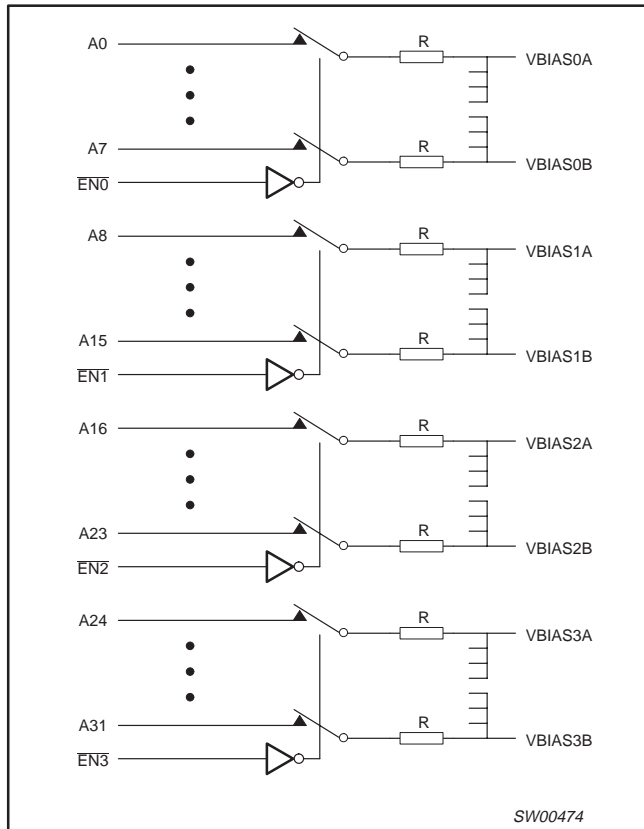 A0
R
VBIAS0A
A7
R
VBIAS0B
EN0
A8
R
VBIAS1A
A15
R
VBIAS1B
EN1
A16
R
VBIAS2A
A23
R
VBIAS2B
EN2
A24
R
VBIAS3A
A31
R
VBIAS3B
EN3
SW00474